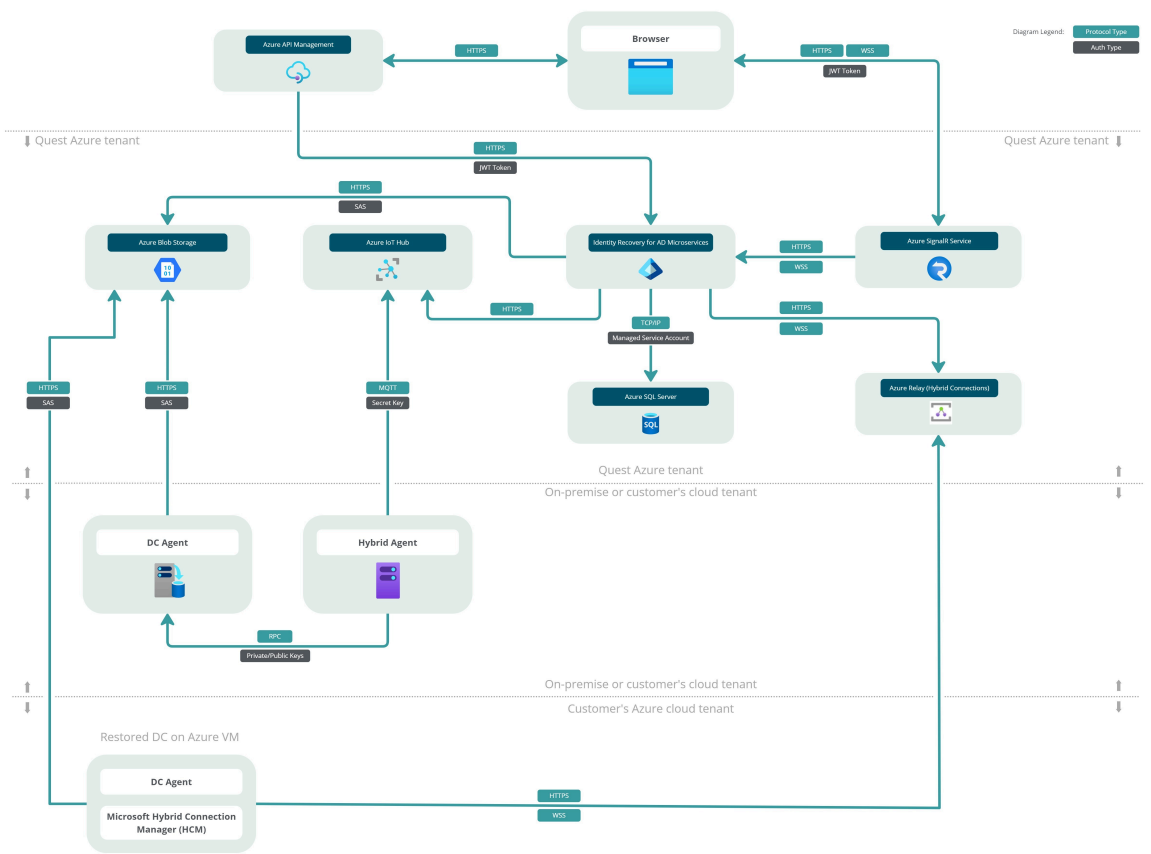 Azure API Management
HTTPS
Browser
HTTPS
WSS
JWT Token
Diagram Legend:
Protocol Type
Auth Type
Quest Azure tenant
Quest Azure tenant
HTTPS
JWT Token
HTTPS
SAS
Azure Blob Storage
10
01
Azure IoT Hub
Identity Recovery for AD Microservices
HTTPS
WSS
Azure SignalR Service
HTTPS
TCP/IP
Managed Service Account
HTTPS
WSS
HTTPS
SAS
HTTPS
SAS
MQTT
Secret Key
Azure SQL Server
SQL
Azure Relay (Hybrid Connections)
Quest Azure tenant
On-premise or customer's cloud tenant
DC Agent
Hybrid Agent
RPC
Private/Public Keys
On-premise or customer's cloud tenant
Customer's Azure cloud tenant
Restored DC on Azure VM
DC Agent
Microsoft Hybrid Connection
Manager (HCM)
HTTPS
WSS